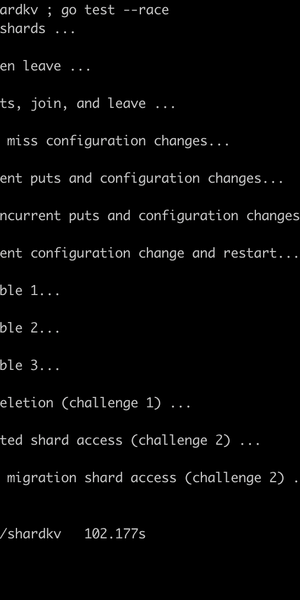 ardkv ; go test --race
shards ...
en leave ...
ts, join, and leave ...
miss configuration changes...
ent puts and configuration changes...
ncurrent puts and configuration changes
ent configuration change and restart...
ble 1...
ble 2...
ble 3...
eletion (challenge 1) ...
ted shard access (challenge 2) ...
migration shard access (challenge 2) .
/shardkv 102.177s